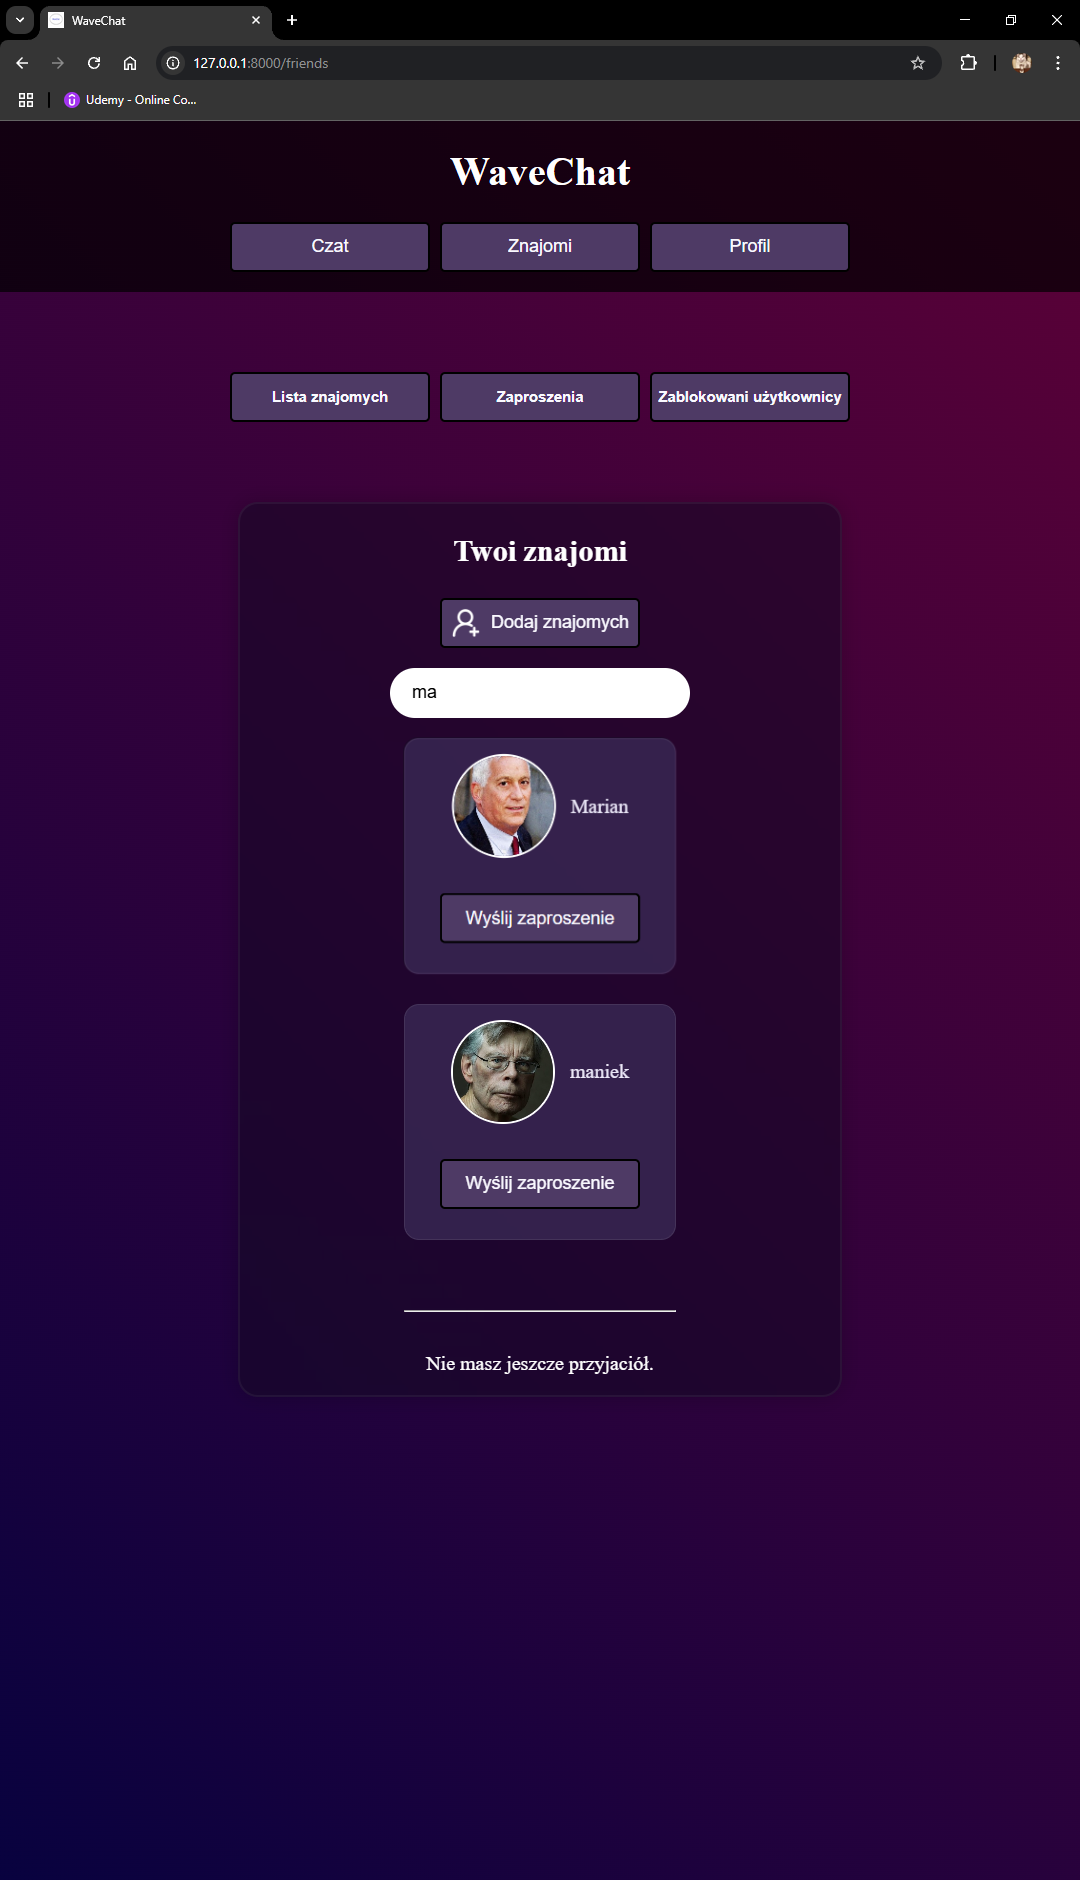 WaveChat
127.0.0.1:8000/friends
Udemy - Online Co...
WaveChat
Czat
Znajomi
Profil
Lista znajomych
Zaproszenia
Zablokowani użytkownicy
Twoi znajomi
Dodaj znajomych
ma
Marian
Wyślij zaproszenie
maniek
Wyślij zaproszenie
Nie masz jeszcze przyjaciół.